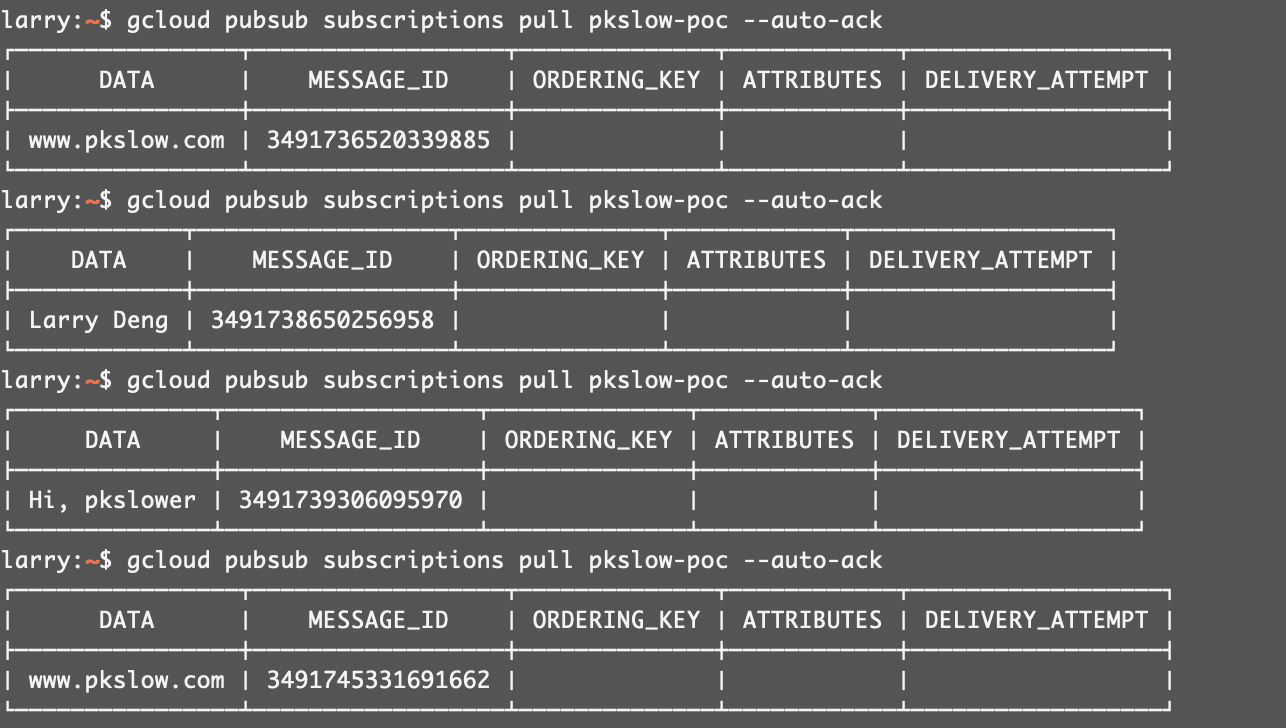 larry:~$ gcloud pubsub subscriptions pull pkslow-poc --auto-ack
DATA | MESSAGE_ID | ORDERING_KEY | ATTRIBUTES | DELIVERY_ATTEMPT
www.pkslow.com | 3491736520339885
larry:~$ gcloud pubsub subscriptions pull pkslow-poc --auto-ack
DATA | MESSAGE_ID | ORDERING_KEY | ATTRIBUTES | DELIVERY_ATTEMPT
Larry Deng | 3491738650256958
larry:~$ gcloud pubsub subscriptions pull pkslow-poc --auto-ack
DATA | MESSAGE_ID | ORDERING_KEY | ATTRIBUTES | DELIVERY_ATTEMPT
Hi, pkslower | 3491739306095970
larry:~$ gcloud pubsub subscriptions pull pkslow-poc --auto-ack
DATA | MESSAGE_ID | ORDERING_KEY | ATTRIBUTES | DELIVERY_ATTEMPT
www.pkslow.com | 3491745331691662